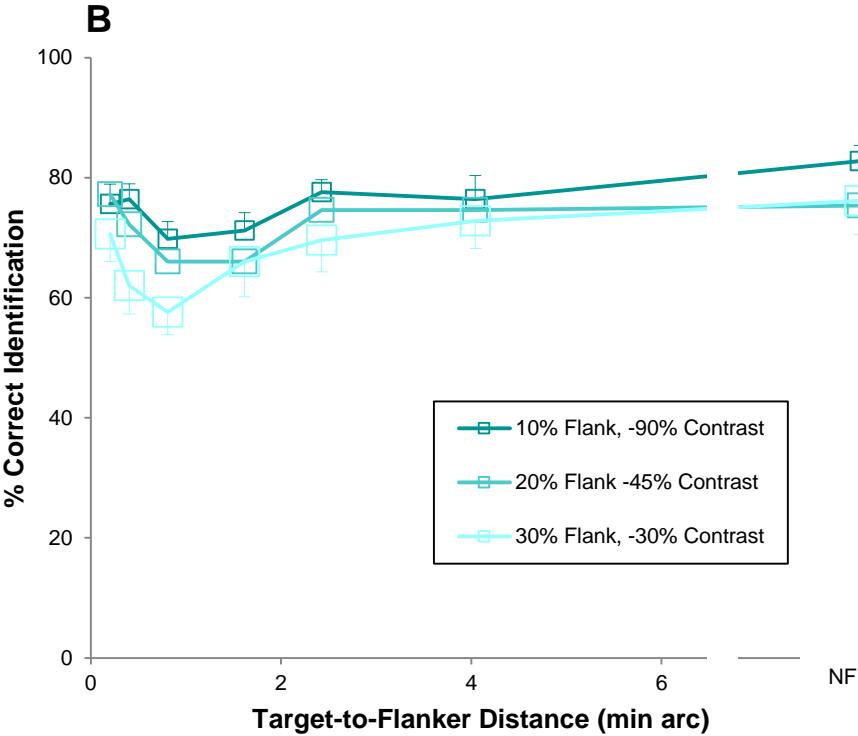 B
100
80
60
40
20
0
% Correct Identification
10% Flank, -90% Contrast
20% Flank -45% Contrast
30% Flank, -30% Contrast
0 2 4 6 NF
Target-to-Flanker Distance (min arc)